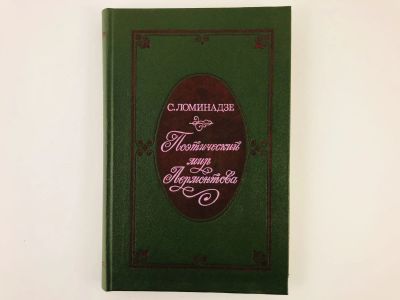 С.ЛОМИНАДЗЕ
Поэтический
мир
Лермонтова